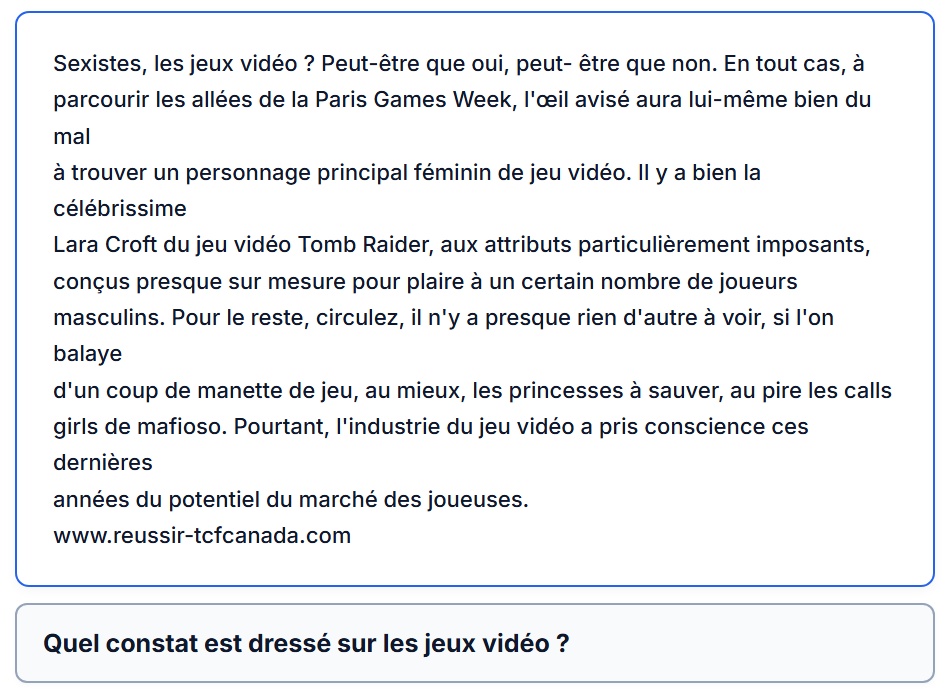 Sexistes, les jeux vidéo ? Peut-être que oui, peut- être que non. En tout cas, à
parcourir les allées de la Paris Games Week, l'œil avisé aura lui-même bien du
mal
à trouver un personnage principal féminin de jeu vidéo. Il y a bien la
célébrissime
Lara Croft du jeu vidéo Tomb Raider, aux attributs particulièrement imposants,
conçus presque sur mesure pour plaire à un certain nombre de joueurs
masculins. Pour le reste, circulez, il n'y a presque rien d'autre à voir, si l'on
balaye
d'un coup de manette de jeu, au mieux, les princesses à sauver, au pire les calls
girls de mafioso. Pourtant, l'industrie du jeu vidéo a pris conscience ces
dernières
années du potentiel du marché des joueuses.
www.reussir-tcfcanada.com
Quel constat est dressé sur les jeux vidéo ?